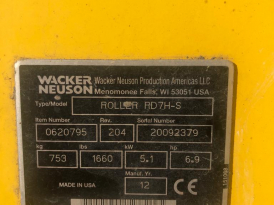 WACKER
NEUSON
Wacker Neuson Production Americas LLC
Menomonee Falls, WI 53051-USA
Type/Model
ROLLER RD7H-S
Item Number Rev. Serial Number
0620795 204 20092379
kg lbs kW hp.
753 1660 5.1 6.9
MADE IN USA
Manuf. Yr.
12